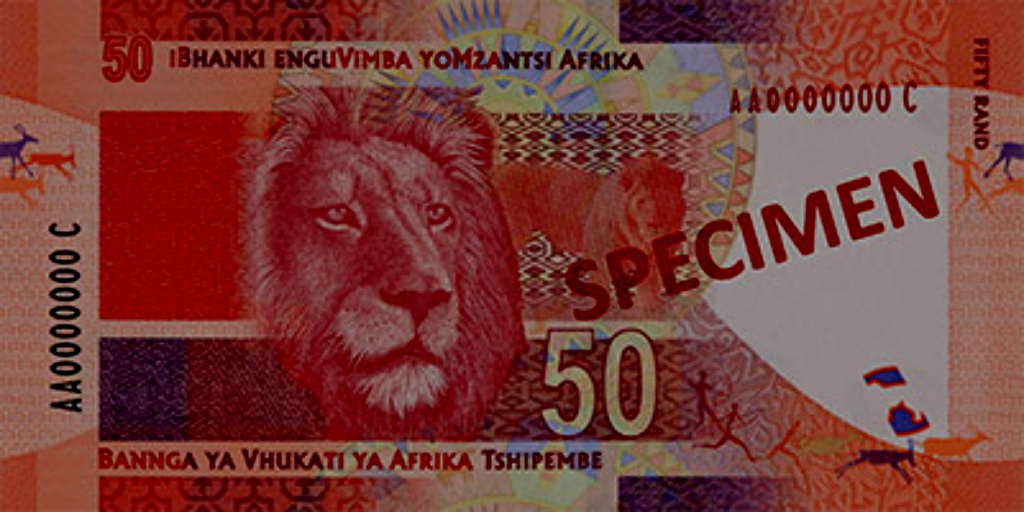 50 iBHANKI ENGUVIMBA YOMZANTSI AFRIKA
FIFTY RAND
AA0000000 C
AA0000000 C
SPECIMEN
50
BANNGA YA VHUKATI YA AFRIKA TSHIPEMBE